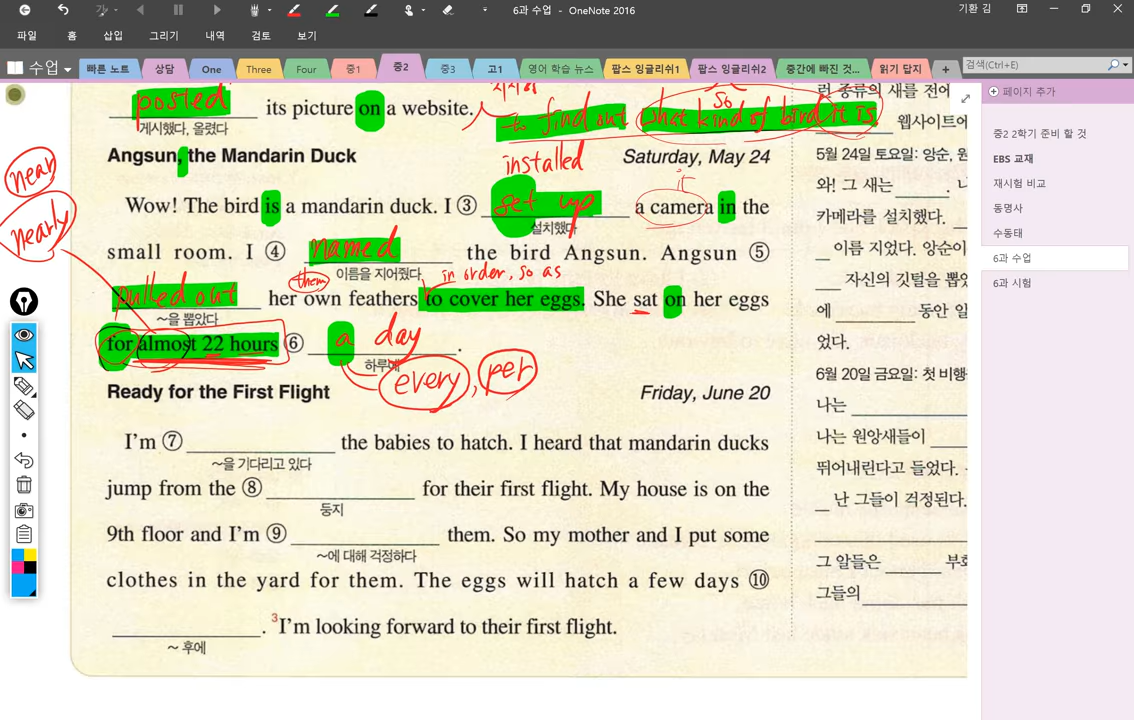 6과 수업 - OneNote 2016
기환 김
파일 홈 삽입 그리기 내역 검토 보기
수업 빠른 노트 상담 One Three Four 중1 중2 중3 고1 영어 학습 뉴스 팝스 잉글리쉬1 팝스 잉글리쉬2 중간에 빠진 것... 읽기 답지 +
검색(Ctrl+E)
페이지 추가
중2 2학기 준비 할 것
EBS 교재
재시험 비교
동명사
수동태
6과 수업
6과 시험
posted its picture on a website. to find out what kind of bird it is
so
게시했다, 올렸다
installed
Angsun, the Mandarin Duck Saturday, May 24
near
it
Wow! The bird is a mandarin duck. I ③ set up a camera in the
설치했다
nearly
small room. I ④ named the bird Angsun. Angsun ⑤
them 이름을 지어줬다 in order, so as
pulled out her own feathers to cover her eggs. She sat on her eggs
~을 뽑았다
for almost 22 hours ⑥ a day.
하루에
every, per
Ready for the First Flight Friday, June 20
I'm ⑦ the babies to hatch. I heard that mandarin ducks
~을 기다리고 있다
jump from the ⑧ for their first flight. My house is on the
둥지
9th floor and I'm ⑨ them. So my mother and I put some
~에 대해 걱정하다
clothes in the yard for them. The eggs will hatch a few days ⑩
. 3I'm looking forward to their first flight.
~ 후에
런 종류의 새를 전에
웹사이트에
5월 24일 토요일: 앙순, 원
와! 그 새는
카메라를 설치했다.
이름 지었다. 앙순이
자신의 깃털을 뽑았
에 동안 알
었다.
6월 20일 금요일: 첫 비행
나는
나는 원앙새들이
뛰어내린다고 들었다.
난 그들이 걱정된다.
그 알들은 부화
그들의